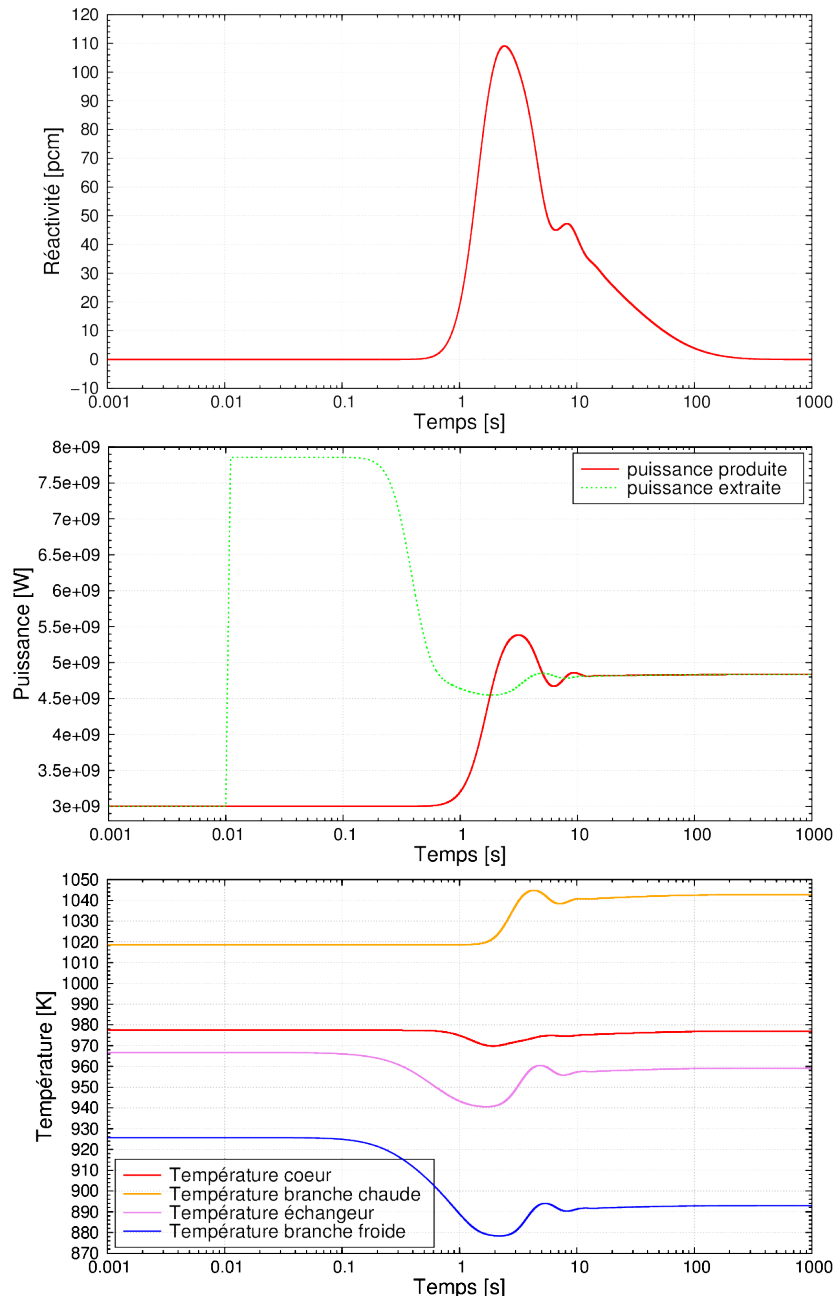 120
110
100
90
80
70
60
50
40
30
20
10
0
−10
Réactivité [pcm]
0.001 0.01 0.1 1 10 100 1000
Temps [s]
8e+09
7.5e+09
7e+09
6.5e+09
6e+09
5.5e+09
5e+09
4.5e+09
4e+09
3.5e+09
3e+09
Puissance [W]
puissance produite
puissance extraite
0.001 0.01 0.1 1 10 100 1000
Temps [s]
1050
1040
1030
1020
1010
1000
990
980
970
960
950
940
930
920
910
900
890
880
870
Température [K]
Température coeur
Température branche chaude
Température échangeur
Température branche froide
0.001 0.01 0.1 1 10 100 1000
Temps [s]